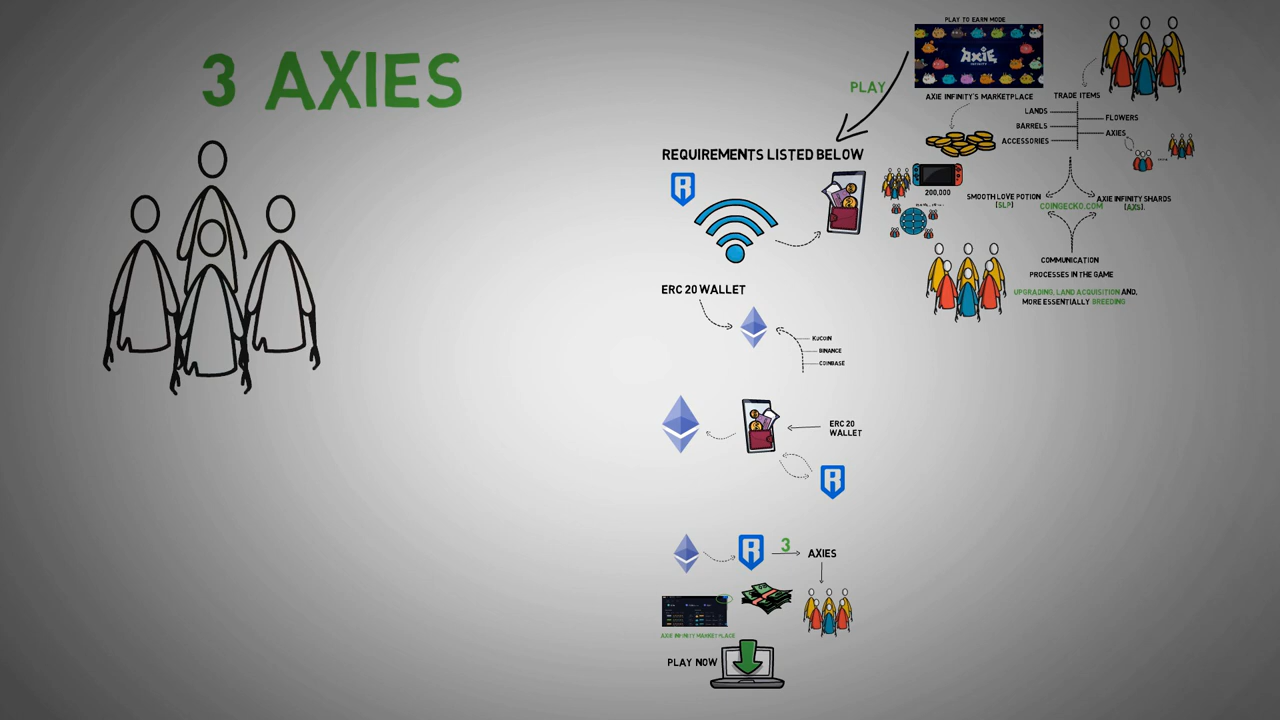 3 AXIES
PLAY TO EARN MODE
AXIE
INFINITY
PLAY
AXIE INFINITY'S MARKETPLACE
TRADE ITEMS
LANDS
FLOWERS
BARRELS
AXIES
ACCESSORIES
200,000
SMOOTH LOVE POTION
(SLP)
COINGECKO.COM
AXIE INFINITY SHARDS
(AXS).
COMMUNICATION
PROCESSES IN THE GAME
UPGRADING, LAND ACQUISITION AND,
MORE ESSENTIALLY BREEDING
REQUIREMENTS LISTED BELOW
ERC 20 WALLET
KUCOIN
BINANCE
COINBASE
ERC 20
WALLET
3
AXIES
AXIE INFINITY MARKETPLACE
PLAY NOW